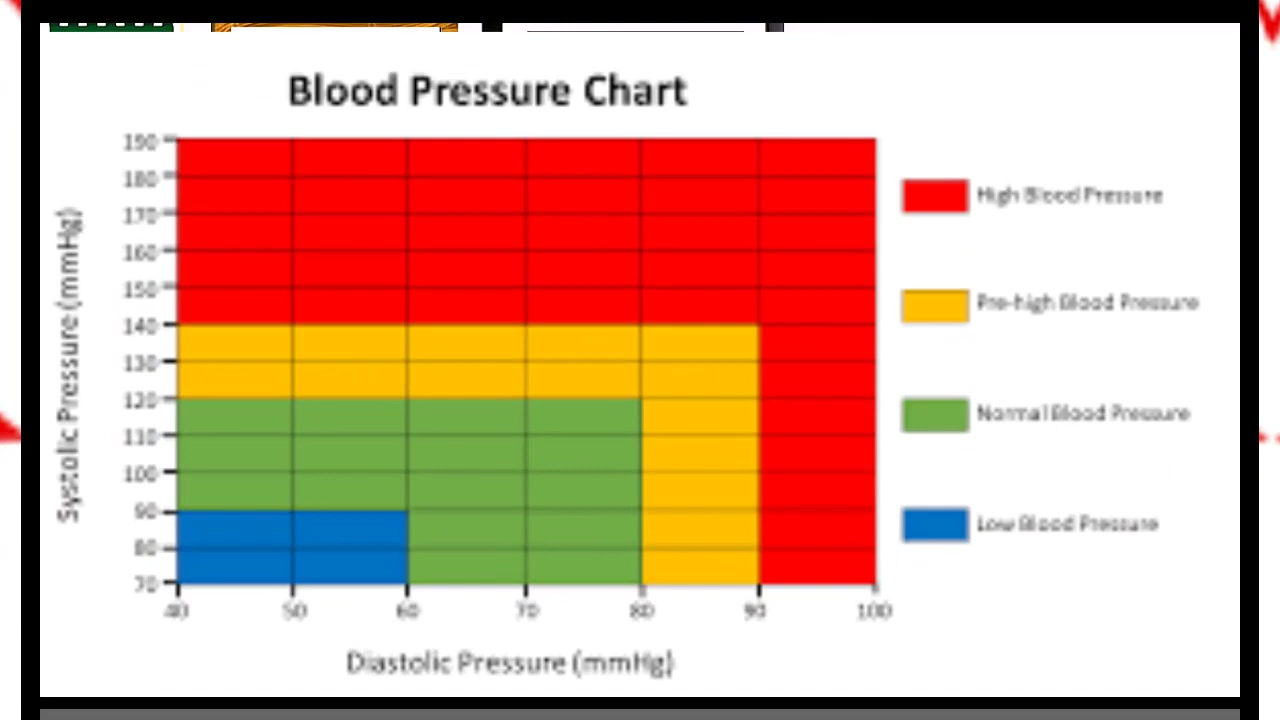 Blood Pressure Chart
190
180
170
160
150
140
130
120
110
100
90
80
70
Systolic Pressure (mmHg)
40 50 60 70 80 90 100
Diastolic Pressure (mmHg)
High Blood Pressure
Pre-high Blood Pressure
Normal Blood Pressure
Low Blood Pressure